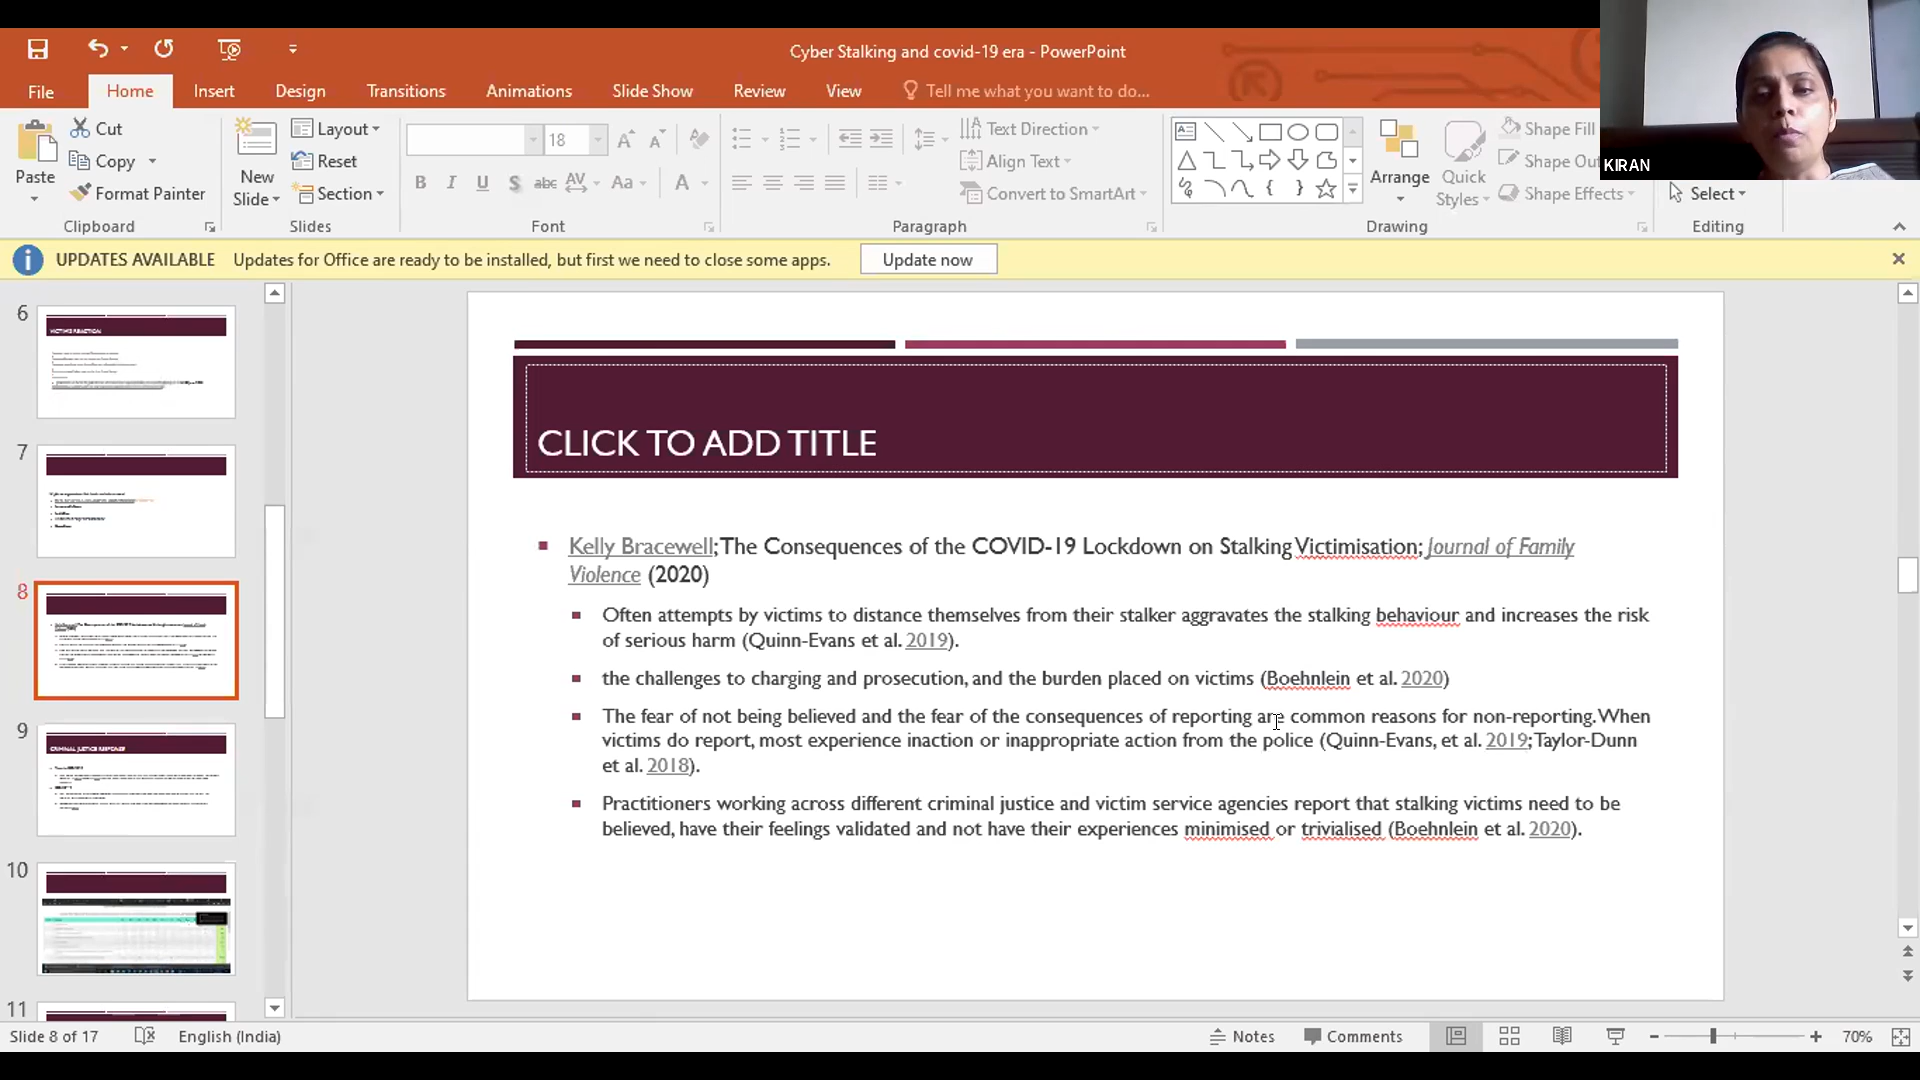 Cyber Stalking and covid-19 era - PowerPoint
File Home Insert Design Transitions Animations Slide Show Review View Tell me what you want to do...
Cut
Copy
Format Painter
Paste
Clipboard
New
Slide
Layout
Reset
Section
Slides
18
B I U S abc AV Aa A
Font
Text Direction
Align Text
Convert to SmartArt
Paragraph
Arrange
Quick
Styles
Shape Fill
Shape Ou
Shape Effects
Drawing
Select
Editing
KIRAN
UPDATES AVAILABLE Updates for Office are ready to be installed, but first we need to close some apps. Update now
6
VICTIM'S REACTION
7
8
9
CRIMINAL JUSTICE RESPONSE
10
11
CLICK TO ADD TITLE
Kelly Bracewell;The Consequences of the COVID-19 Lockdown on Stalking Victimisation; Journal of Family
Violence (2020)
Often attempts by victims to distance themselves from their stalker aggravates the stalking behaviour and increases the risk
of serious harm (Quinn-Evans et al. 2019).
the challenges to charging and prosecution, and the burden placed on victims (Boehnlein et al. 2020)
The fear of not being believed and the fear of the consequences of reporting are common reasons for non-reporting. When
victims do report, most experience inaction or inappropriate action from the police (Quinn-Evans, et al. 2019; Taylor-Dunn
et al. 2018).
Practitioners working across different criminal justice and victim service agencies report that stalking victims need to be
believed, have their feelings validated and not have their experiences minimised or trivialised (Boehnlein et al. 2020).
Slide 8 of 17 English (India) Notes Comments 70%